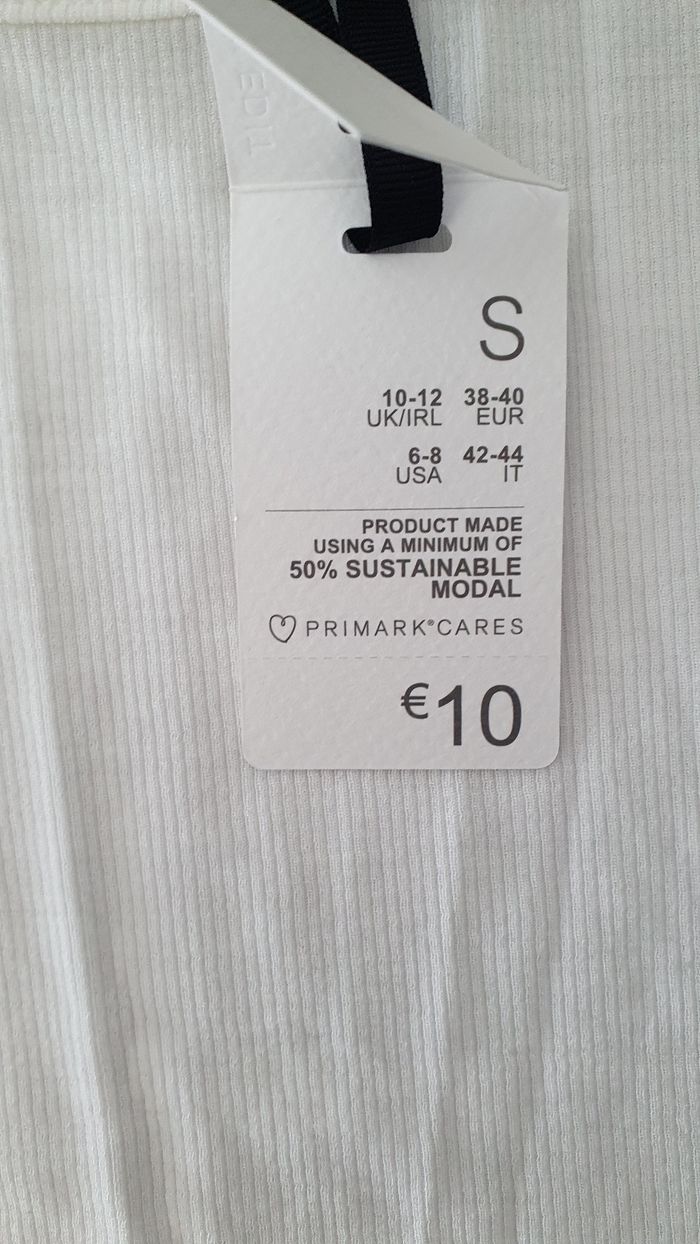 EDIT
S
10-12 38-40
UK/IRL EUR
6-8 42-44
USA IT
PRODUCT MADE
USING A MINIMUM OF
50% SUSTAINABLE
MODAL
PRIMARK®CARES
€10